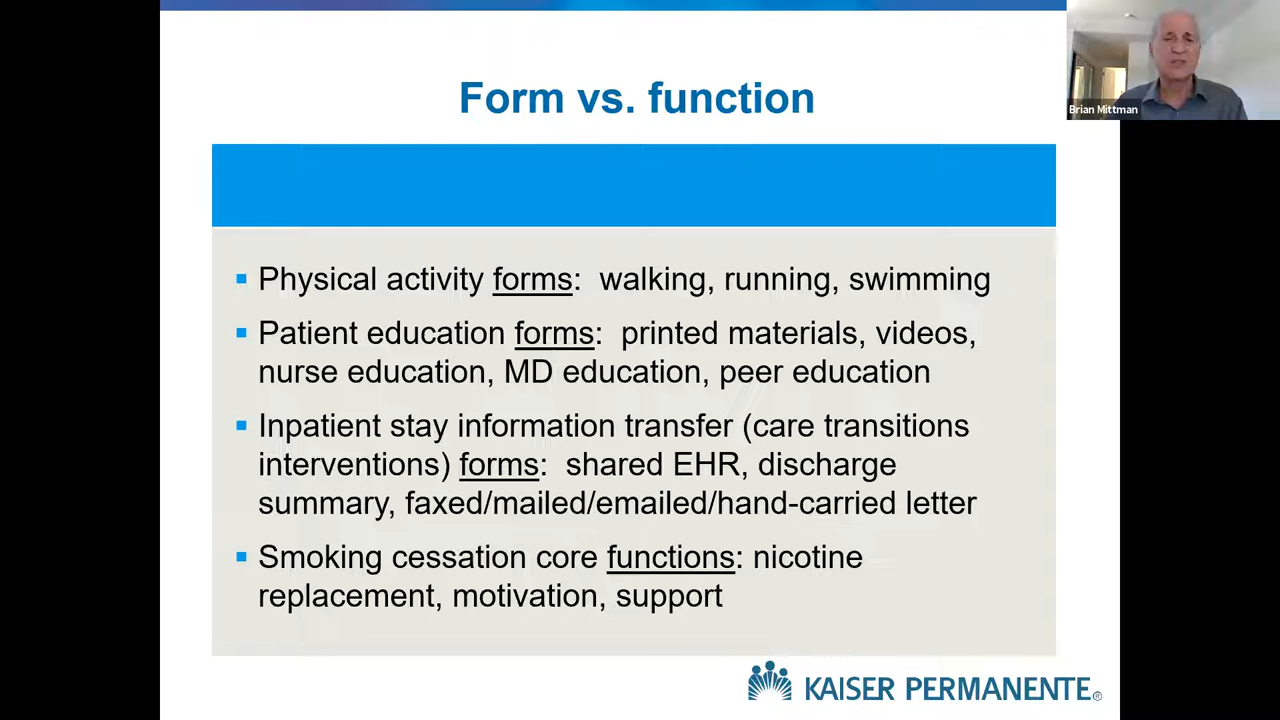 Form vs. function
Brian Mittman
Physical activity forms: walking, running, swimming
Patient education forms: printed materials, videos,
nurse education, MD education, peer education
Inpatient stay information transfer (care transitions
interventions) forms: shared EHR, discharge
summary, faxed/mailed/emailed/hand-carried letter
Smoking cessation core functions: nicotine
replacement, motivation, support
KAISER PERMANENTE®